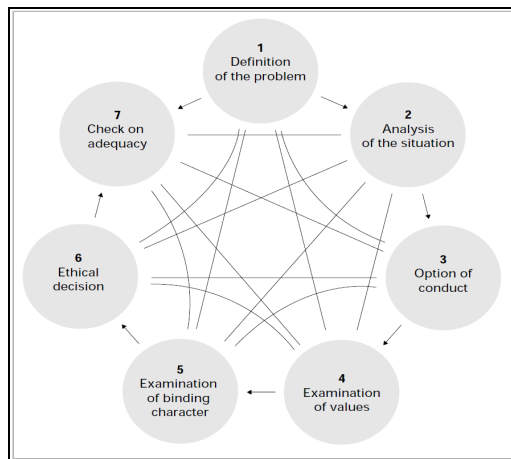 1
Definition
of the problem
2
Analysis
of the situation
3
Option of
conduct
4
Examination
of values
5
Examination
of binding
character
6
Ethical
decision
7
Check on
adequacy